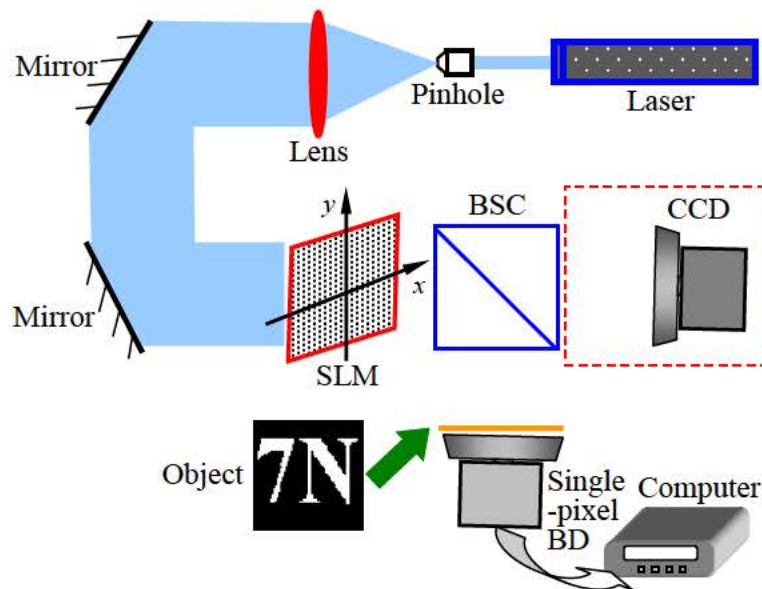 Mirror
Pinhole
Laser
Lens
y
BSC
CCD
x
Mirror
SLM
Object
7N
Single
-pixel
BD
Computer